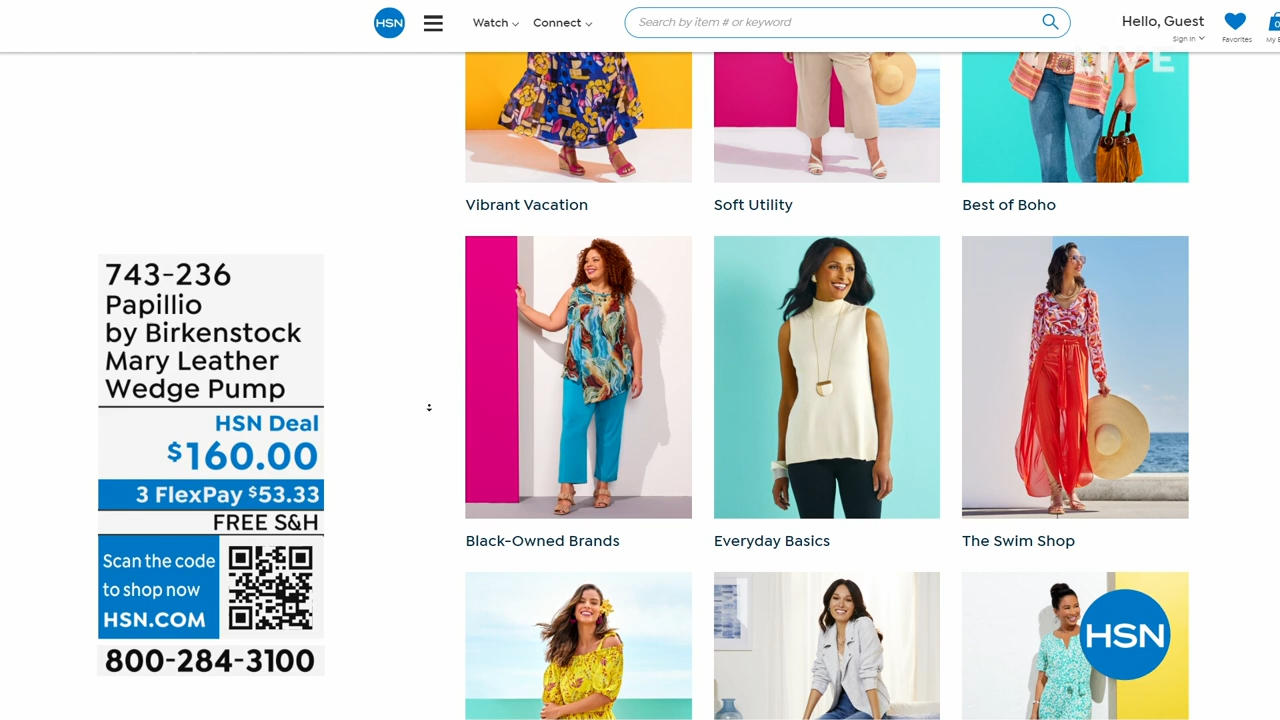 HSN
Watch
Connect
Search by item # or keyword
Hello, Guest
Sign In
Favorites
0
LIVE
Vibrant Vacation
Soft Utility
Best of Boho
743-236
Papillio
by Birkenstock
Mary Leather
Wedge Pump
HSN Deal
$160.00
3 FlexPay $53.33
FREE S&H
Scan the code
to shop now
HSN.COM
800-284-3100
Black-Owned Brands
Everyday Basics
The Swim Shop
HSN